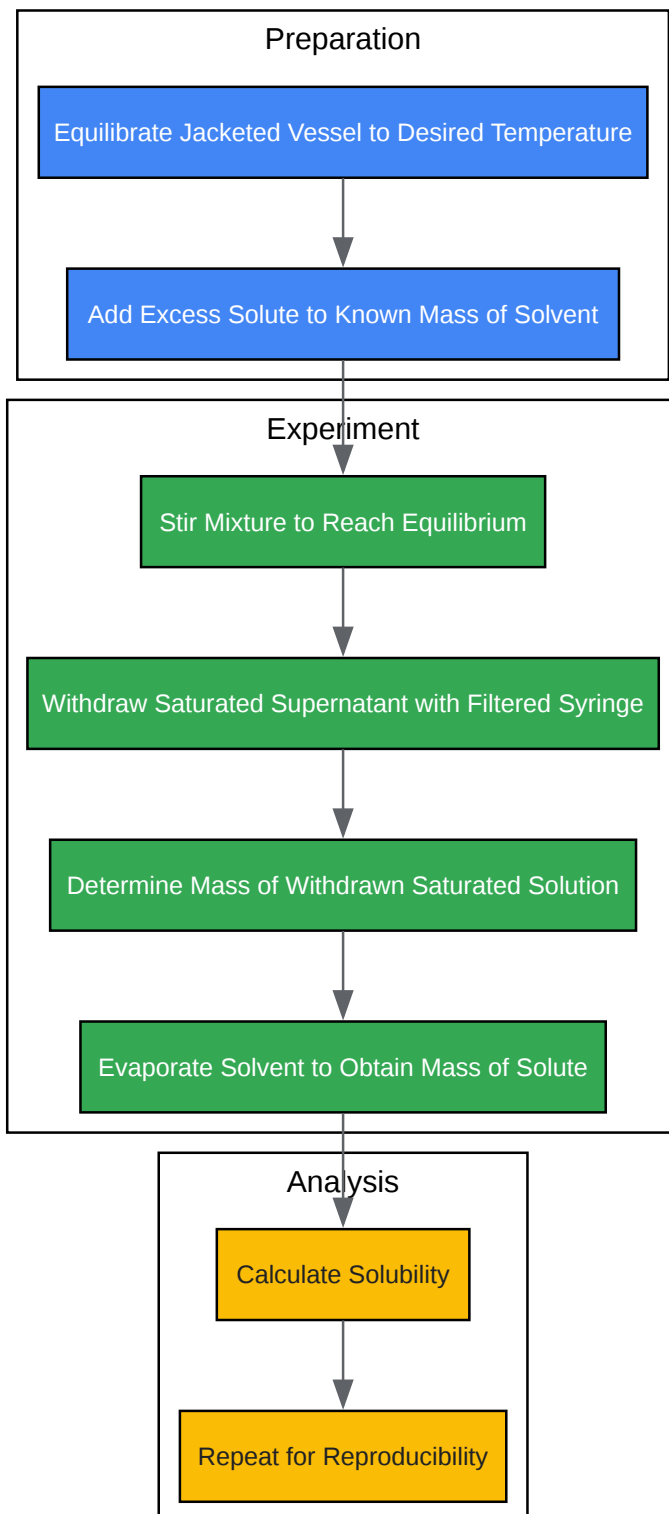 Preparation
Equilibrate Jacketed Vessel to Desired Temperature
Add Excess Solute to Known Mass of Solvent
Experiment
Stir Mixture to Reach Equilibrium
Withdraw Saturated Supernatant with Filtered Syringe
Determine Mass of Withdrawn Saturated Solution
Evaporate Solvent to Obtain Mass of Solute
Analysis
Calculate Solubility
Repeat for Reproducibility